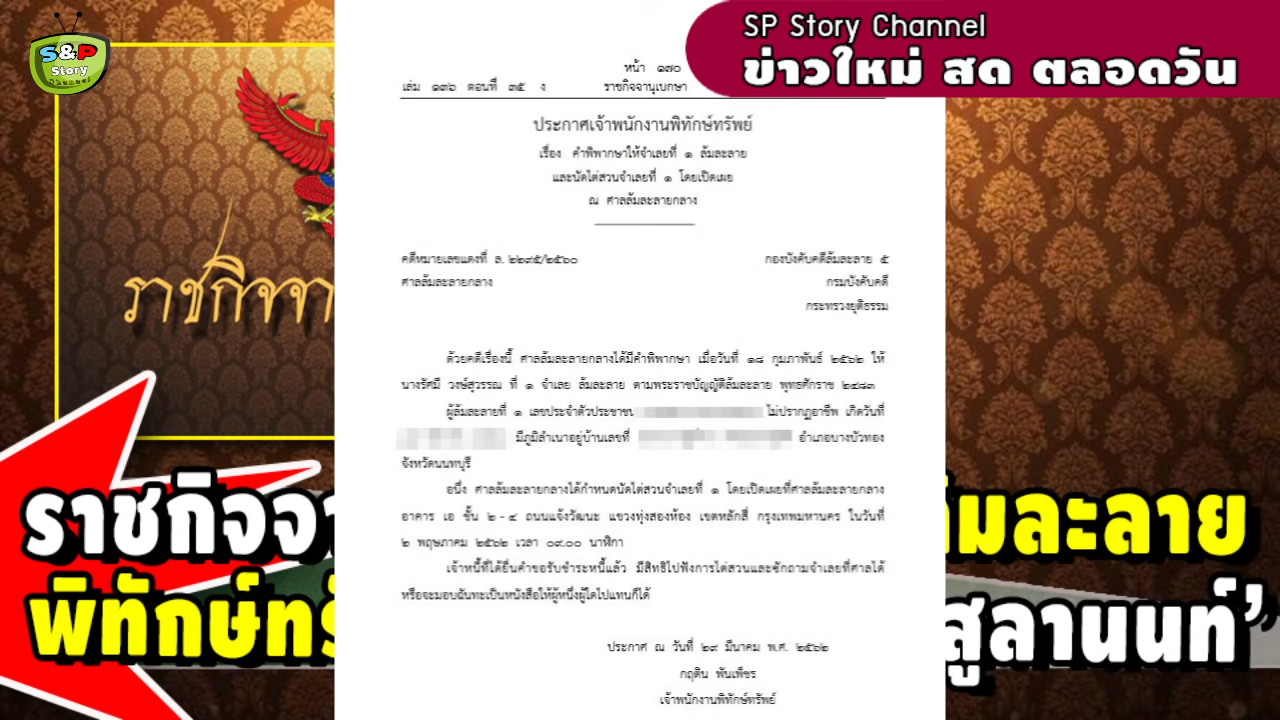 S&P
Story
SP Story Channel
ข่าวใหม่ สด ตลอดวัน
หน้า ๑๗๐
เล่ม ๑๓๖ ตอนที่ ๓๕ ง ราชกิจจานุเบกษา
ประกาศเจ้าพนักงานพิทักษ์ทรัพย์
เรื่อง คำพิพากษาให้จำเลยที่ ๑ ล้มละลาย
และนัดไต่สวนจำเลยที่ ๑ โดยเปิดเผย
ณ ศาลล้มละลายกลาง
คดีหมายเลขแดงที่ ล. ๒๒๙๕/๒๕๖๐ กองบังคับคดีล้มละลาย ๕
ศาลล้มละลายกลาง กรมบังคับคดี
กระทรวงยุติธรรม
ด้วยคดีเรื่องนี้ ศาลล้มละลายกลางได้มีคำพิพากษา เมื่อวันที่ ๑๘ กุมภาพันธ์ ๒๕๖๒ ให้
นางรัศมี วงษ์สุวรรณ ที่ ๑ จำเลย ล้มละลาย ตามพระราชบัญญัติล้มละลาย พุทธศักราช ๒๔๘๓
ผู้ล้มละลายที่ ๑ เลขประจำตัวประชาชน ไม่ปรากฏอาชีพ เกิดวันที่
มีภูมิลำเนาอยู่บ้านเลขที่ อำเภอบางบัวทอง
จังหวัดนนทบุรี
อนึ่ง ศาลล้มละลายกลางได้กำหนดนัดไต่สวนจำเลยที่ ๑ โดยเปิดเผยที่ศาลล้มละลายกลาง
อาคาร เอ ชั้น ๒ - ๔ ถนนแจ้งวัฒนะ แขวงทุ่งสองห้อง เขตหลักสี่ กรุงเทพมหานคร ในวันที่
๒ พฤษภาคม ๒๕๖๒ เวลา ๐๙.๐๐ นาฬิกา
เจ้าหนี้ที่ได้ยื่นคำขอรับชำระหนี้แล้ว มีสิทธิไปฟังการไต่สวนและซักถามจำเลยที่ศาลได้
หรือจะมอบฉันทะเป็นหนังสือให้ผู้หนึ่งผู้ใดไปแทนก็ได้
ประกาศ ณ วันที่ ๒๙ มีนาคม พ.ศ. ๒๕๖๒
กฤติน พันเพ็ชร
เจ้าพนักงานพิทักษ์ทรัพย์
ราชกิจจา
ราชกิจจา ล้มละลาย
พิทักษ์ทรั สูลานนท์’